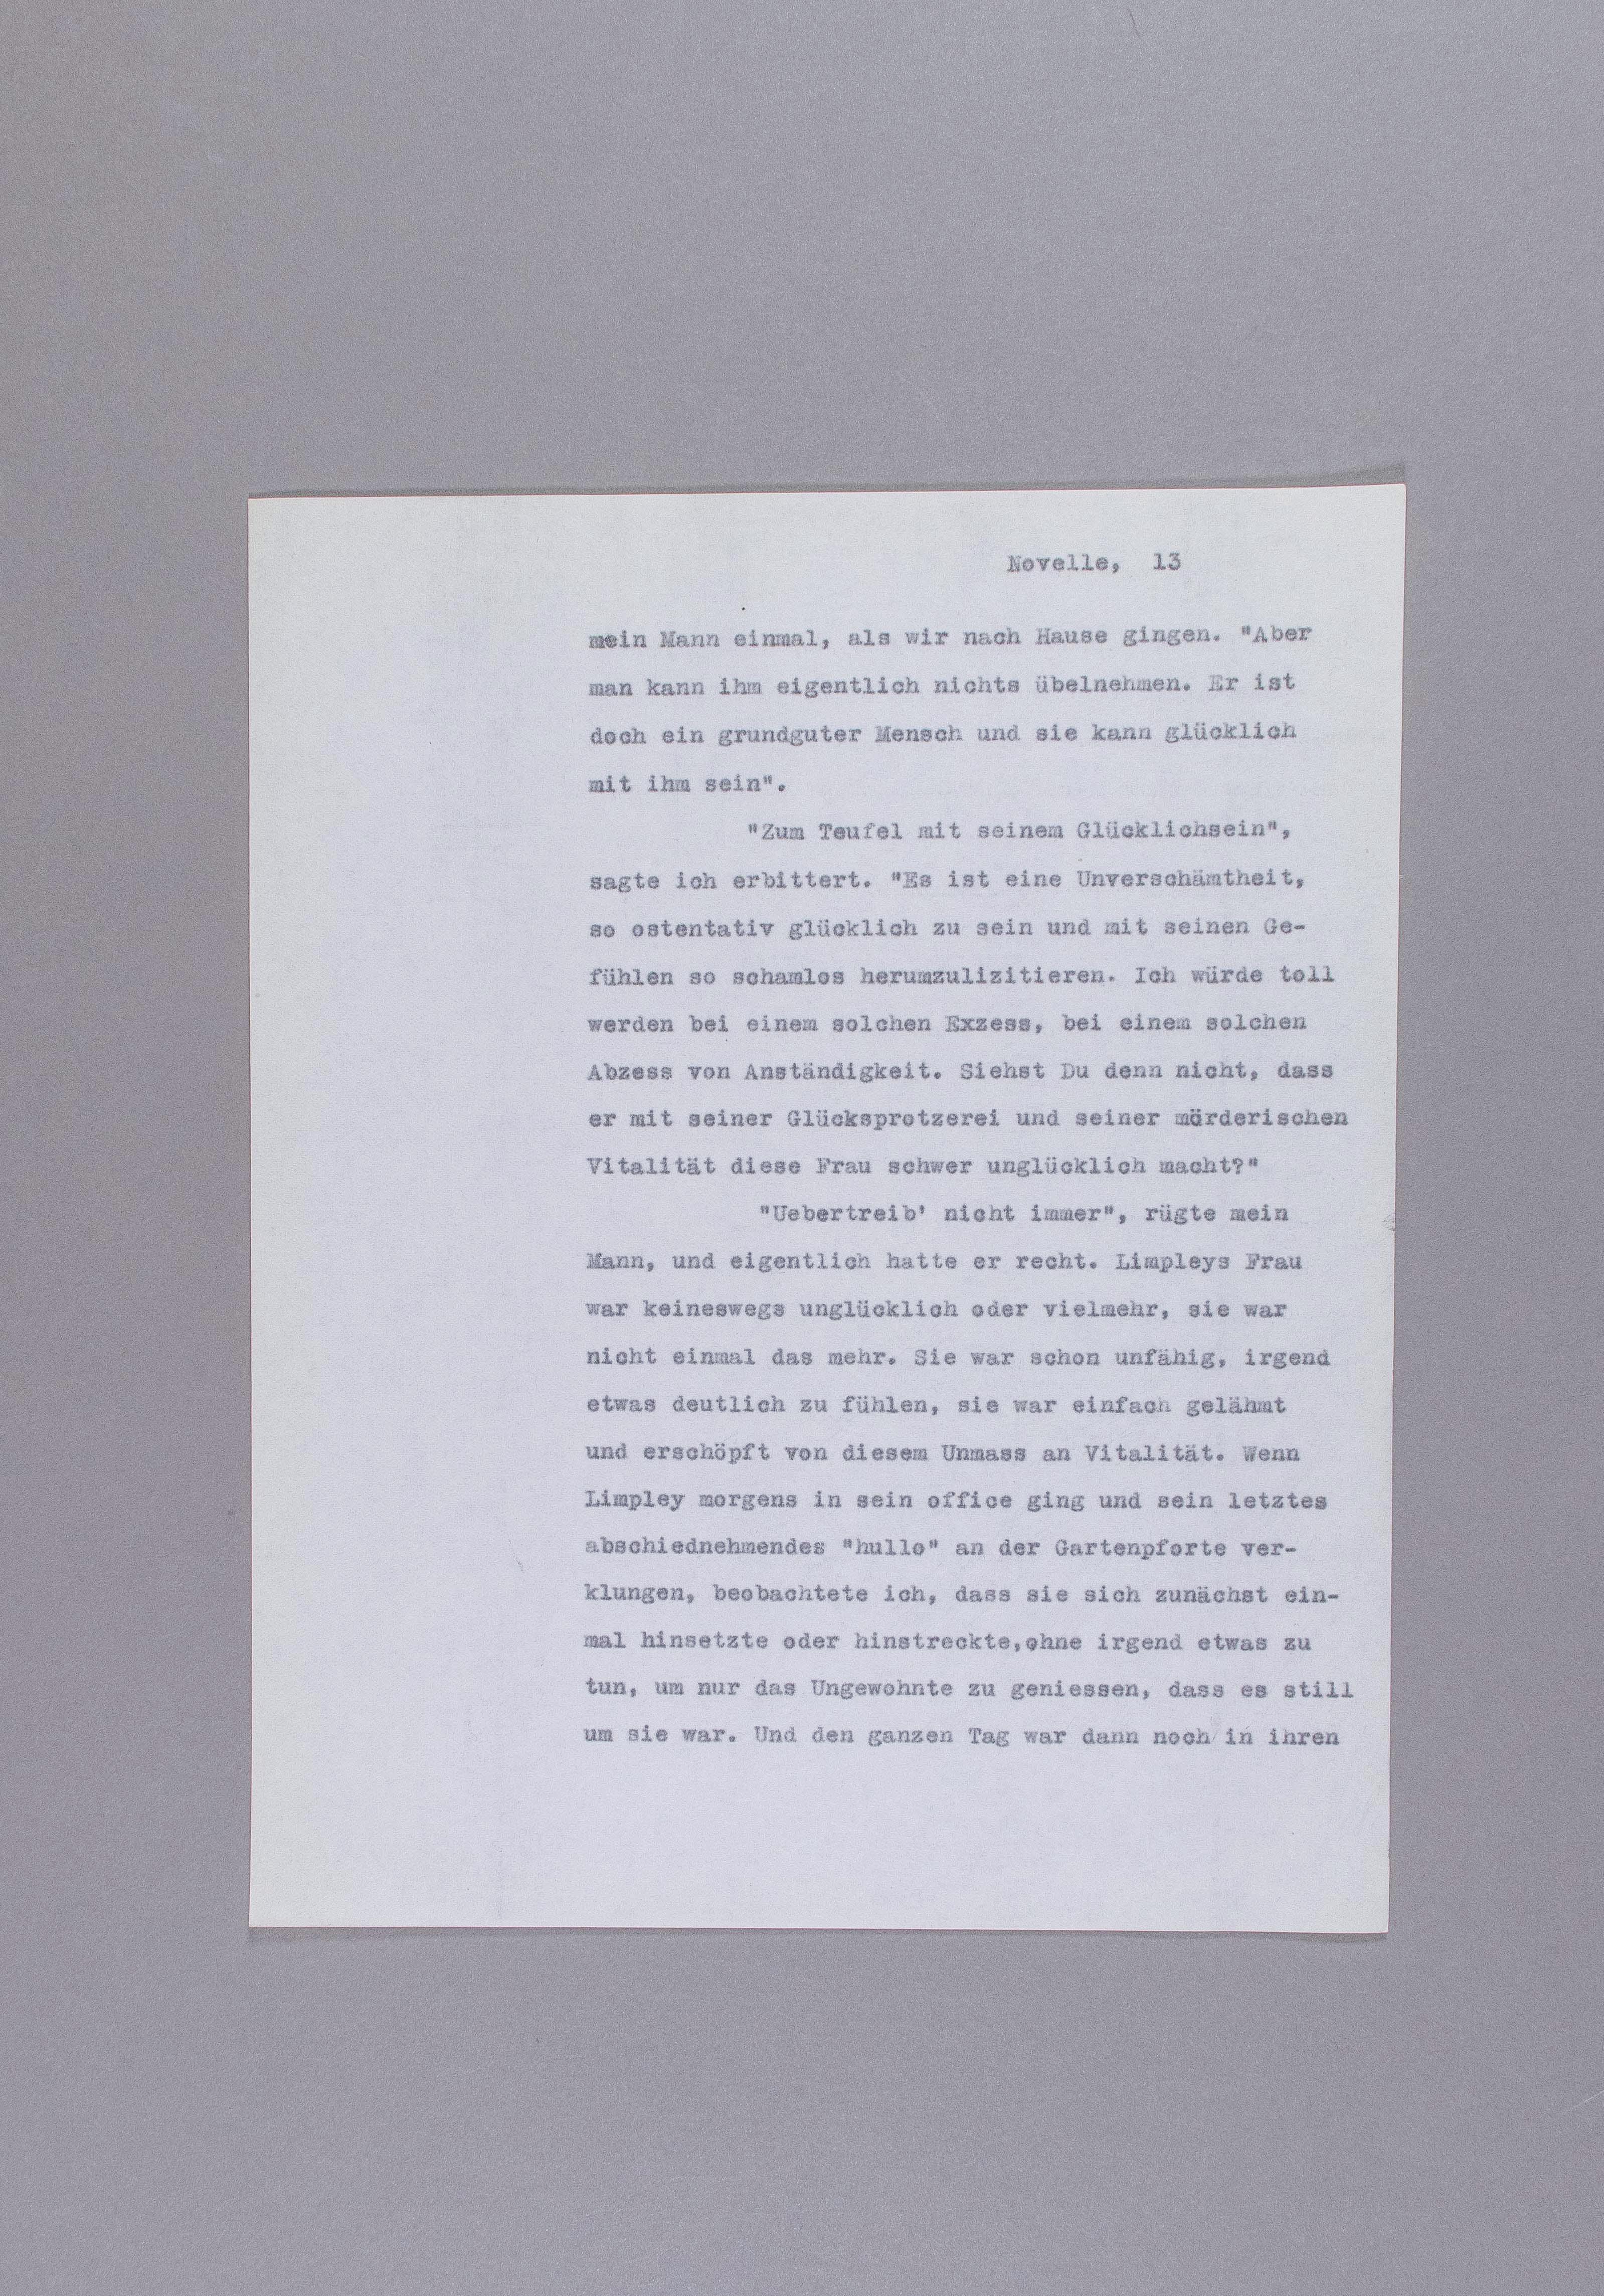 Novelle, 13
mein Mann einmal, als wir nach Hause gingen. "Aber
man kann ihm eigentlich nichts übelnehmen. Er ist
doch ein grundguter Mensch und sie kann glücklich
mit ihm sein".
"Zum Teufel mit seinem Glücklichsein",
sagte ich erbittert. "Es ist eine Unverschämtheit,
so ostentativ glücklich zu sein und mit seinen Ge-
fühlen so schamlos herumzulizitieren. Ich würde toll
werden bei einem solchen Exzess, bei einem solchen
Abzess von Anständigkeit. Siehst Du denn nicht, dass
er mit seiner Glücksprotzerei und seiner mörderischen
Vitalität diese Frau schwer unglücklich macht?"
"Uebertreib' nicht immer", rügte mein
Mann, und eigentlich hatte er recht. Limpleys Frau
war keineswegs unglücklich oder vielmehr, sie war
nicht einmal das mehr. Sie war schon unfähig, irgend
etwas deutlich zu fühlen, sie war einfach gelähmt
und erschöpft von diesem Unmass an Vitalität. Wenn
Limpley morgens in sein office ging und sein letztes
abschiednehmendes "hullo" an der Gartenpforte ver-
klungen, beobachtete ich, dass sie sich zunächst ein-
mal hinsetzte oder hinstreckte,ohne irgend etwas zu
tun, um nur das Ungewohnte zu geniessen, dass es still
um sie war. Und den ganzen Tag war dann noch in ihren